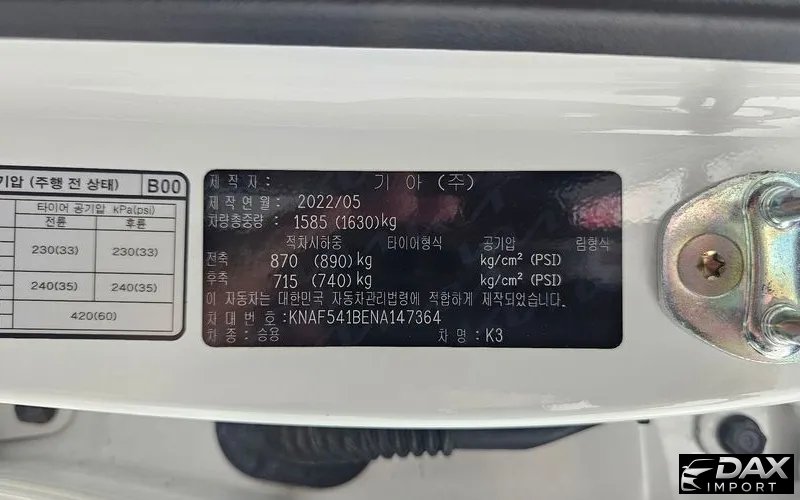 기압 (주행 전 상태) B00
타이어 공기압 kPa(psi)
전륜 후륜
230(33) 230(33)
240(35) 240(35)
420(60)
제 작 자 : 기 아 (주)
제 작 연 월 : 2022/05
차량총중량 : 1585 (1630)kg
적차시하중 타이어형식 공기압 림형식
전축 870 (890)kg kg/cm² (PSI)
후축 715 (740)kg kg/cm² (PSI)
이 자동차는 대한민국 자동차관리법령에 적합하게 제작되었습니다.
차 대 번 호 :KNAF541BENA147364
차 종 : 승용 차 명 : K3
DAX
IMPORT